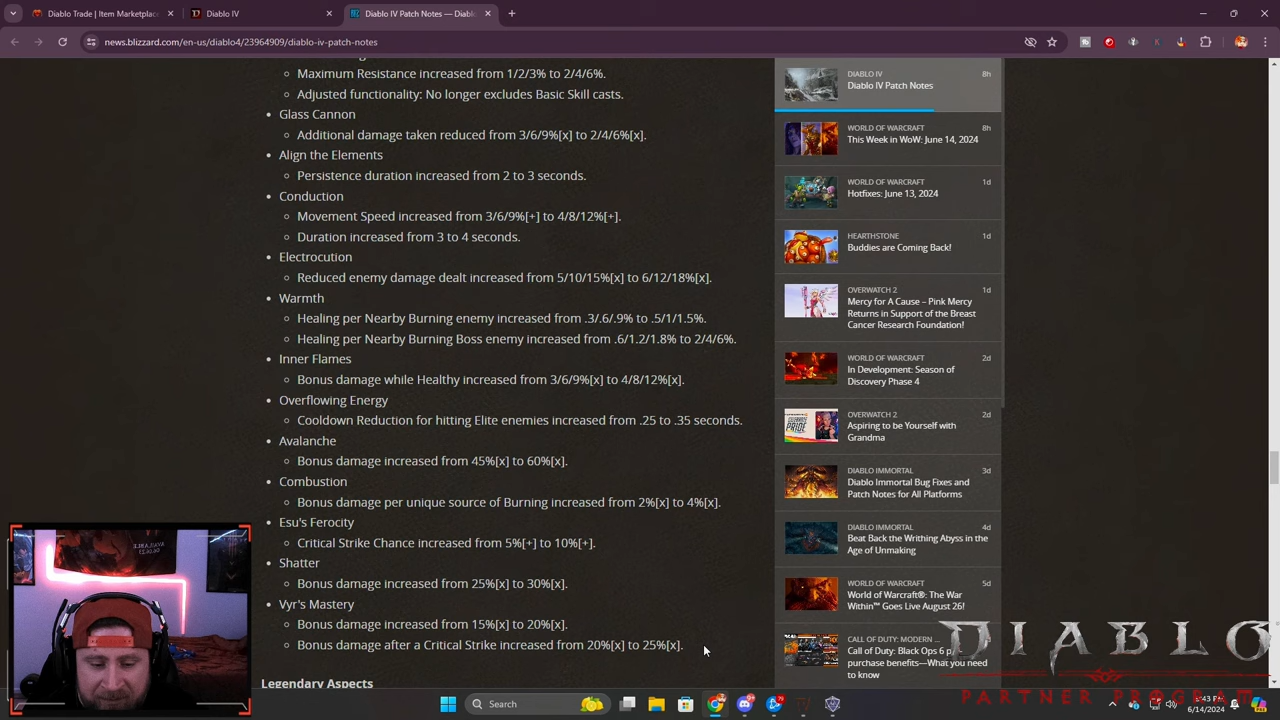 Diablo Trade | Item Marketplac
Diablo IV
Diablo IV Patch Notes — Diablo
news.blizzard.com/en-us/diablo4/23964909/diablo-iv-patch-notes
Maximum Resistance increased from 1/2/3% to 2/4/6%.
Adjusted functionality: No longer excludes Basic Skill casts.
Glass Cannon
Additional damage taken reduced from 3/6/9%[x] to 2/4/6%[x].
Align the Elements
Persistence duration increased from 2 to 3 seconds.
Conduction
Movement Speed increased from 3/6/9%[+] to 4/8/12%[+].
Duration increased from 3 to 4 seconds.
Electrocution
Reduced enemy damage dealt increased from 5/10/15%[x] to 6/12/18%[x].
Warmth
Healing per Nearby Burning enemy increased from .3/.6/.9% to .5/1/1.5%.
Healing per Nearby Burning Boss enemy increased from .6/1.2/1.8% to 2/4/6%.
Inner Flames
Bonus damage while Healthy increased from 3/6/9%[x] to 4/8/12%[x].
Overflowing Energy
Cooldown Reduction for hitting Elite enemies increased from .25 to .35 seconds.
Avalanche
Bonus damage increased from 45%[x] to 60%[x].
Combustion
Bonus damage per unique source of Burning increased from 2%[x] to 4%[x].
Esu's Ferocity
Critical Strike Chance increased from 5%[+] to 10%[+].
Shatter
Bonus damage increased from 25%[x] to 30%[x].
Vyr's Mastery
Bonus damage increased from 15%[x] to 20%[x].
Bonus damage after a Critical Strike increased from 20%[x] to 25%[x].
Legendary Aspects
DIABLO IV 8h
Diablo IV Patch Notes
WORLD OF WARCRAFT 8h
This Week in WoW: June 14, 2024
WORLD OF WARCRAFT 1d
Hotfixes: June 13, 2024
HEARTHSTONE 1d
Buddies are Coming Back!
OVERWATCH 2 1d
Mercy for A Cause – Pink Mercy
Returns in Support of the Breast
Cancer Research Foundation!
WORLD OF WARCRAFT 2d
In Development: Season of
Discovery Phase 4
OVERWATCH 2 2d
Aspiring to be Yourself with
Grandma
DIABLO IMMORTAL 3d
Diablo Immortal Bug Fixes and
Patch Notes for All Platforms
DIABLO IMMORTAL 4d
Beat Back the Writhing Abyss in the
Age of Unmaking
WORLD OF WARCRAFT 5d
World of Warcraft®: The War
Within™ Goes Live August 26!
CALL OF DUTY: MODERN ...
Call of Duty: Black Ops 6 p
purchase benefits—What you need
to know
DIABLO
PARTNER PROGRAM
Search
6/14/2024